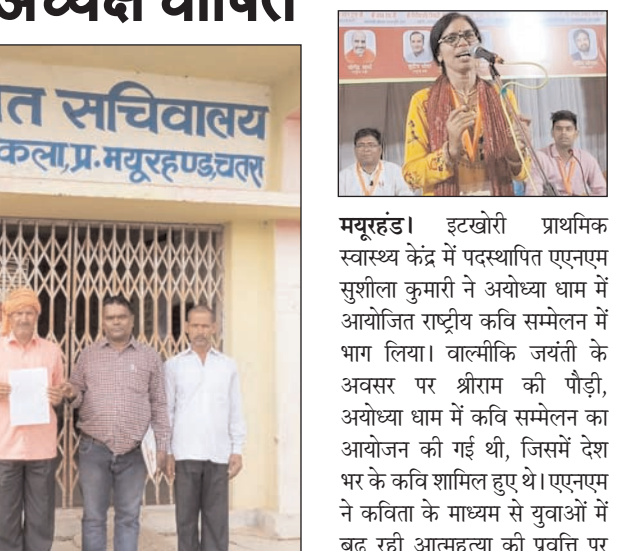 अध्यक्ष घोषित
त सचिवालय
कला,प्र.मयूरहण्ड,चतरा
मयूरहंड। इटखोरी प्राथमिक
स्वास्थ्य केंद्र में पदस्थापित एएनएम
सुशीला कुमारी ने अयोध्या धाम में
आयोजित राष्ट्रीय कवि सम्मेलन में
भाग लिया। वाल्मीकि जयंती के
अवसर पर श्रीराम की पौड़ी,
अयोध्या धाम में कवि सम्मेलन का
आयोजन की गई थी, जिसमें देश
भर के कवि शामिल हुए थे। एएनएम
ने कविता के माध्यम से युवाओं में
बढ़ रही आत्महत्या की प्रवृत्ति पर